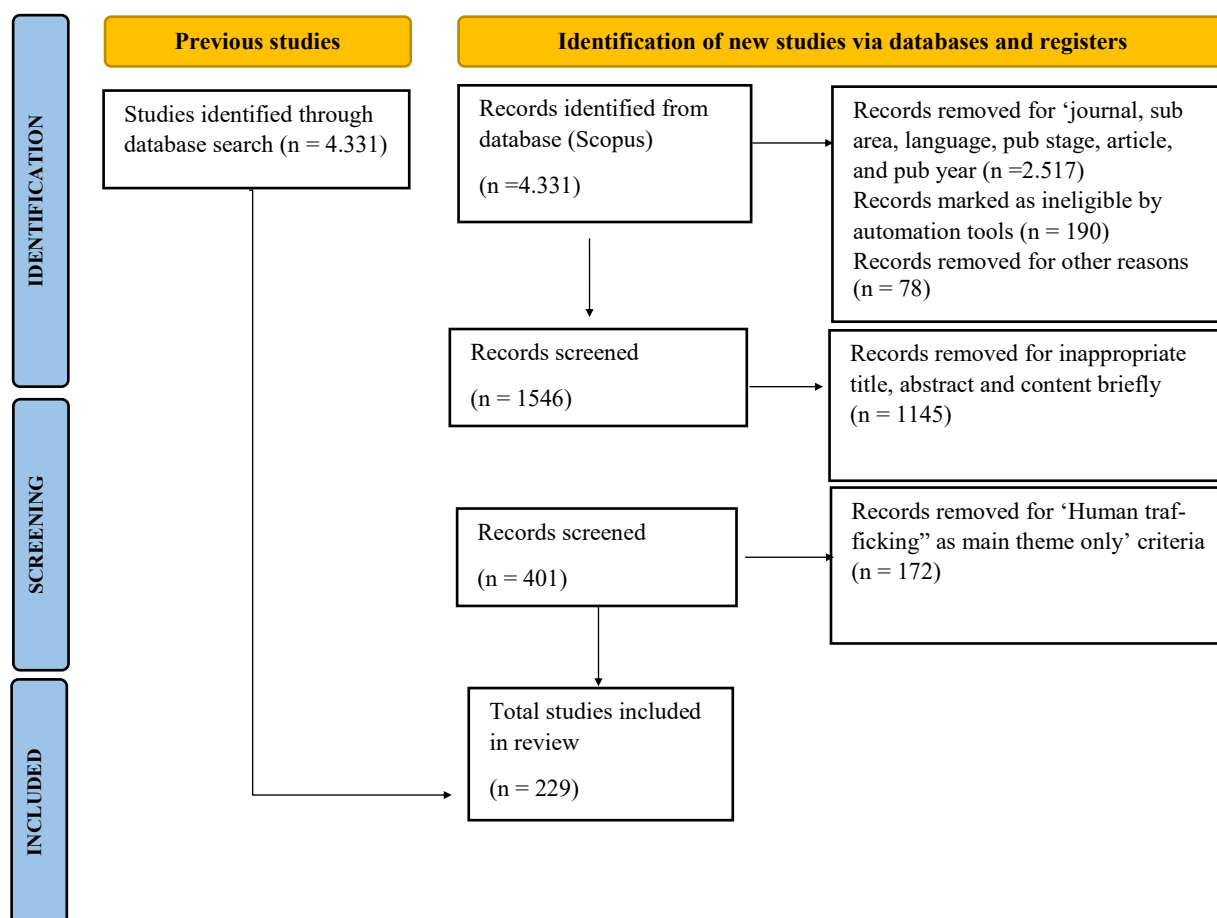 Previous studies
Identification of new studies via databases and registers
IDENTIFICATION
Studies identified through
database search (n = 4.331)
Records identified from
database (Scopus)
(n =4.331)
Records removed for ‘journal, sub
area, language, pub stage, article,
and pub year (n =2.517)
Records marked as ineligible by
automation tools (n = 190)
Records removed for other reasons
(n = 78)
Records screened
(n = 1546)
Records removed for inappropriate
title, abstract and content briefly
(n = 1145)
SCREENING
Records screened
(n = 401)
Records removed for ‘Human traf-
ficking” as main theme only’ criteria
(n = 172)
INCLUDED
Total studies included
in review
(n = 229)